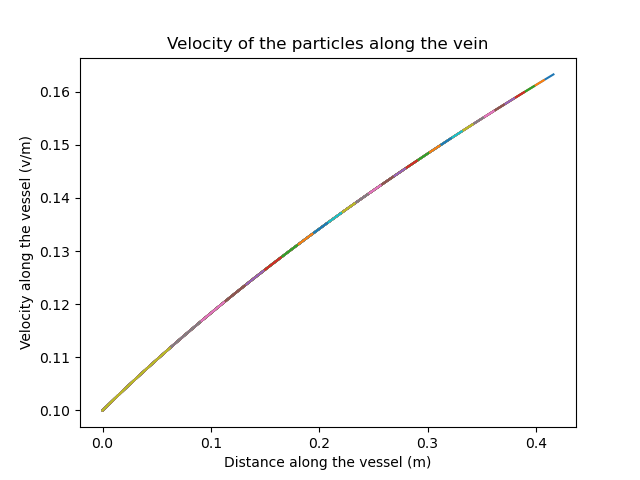 Velocity of the particles along the vein
Velocity along the vessel (v/m)
0.16
0.15
0.14
0.13
0.12
0.11
0.10
0.0 0.1 0.2 0.3 0.4
Distance along the vessel (m)